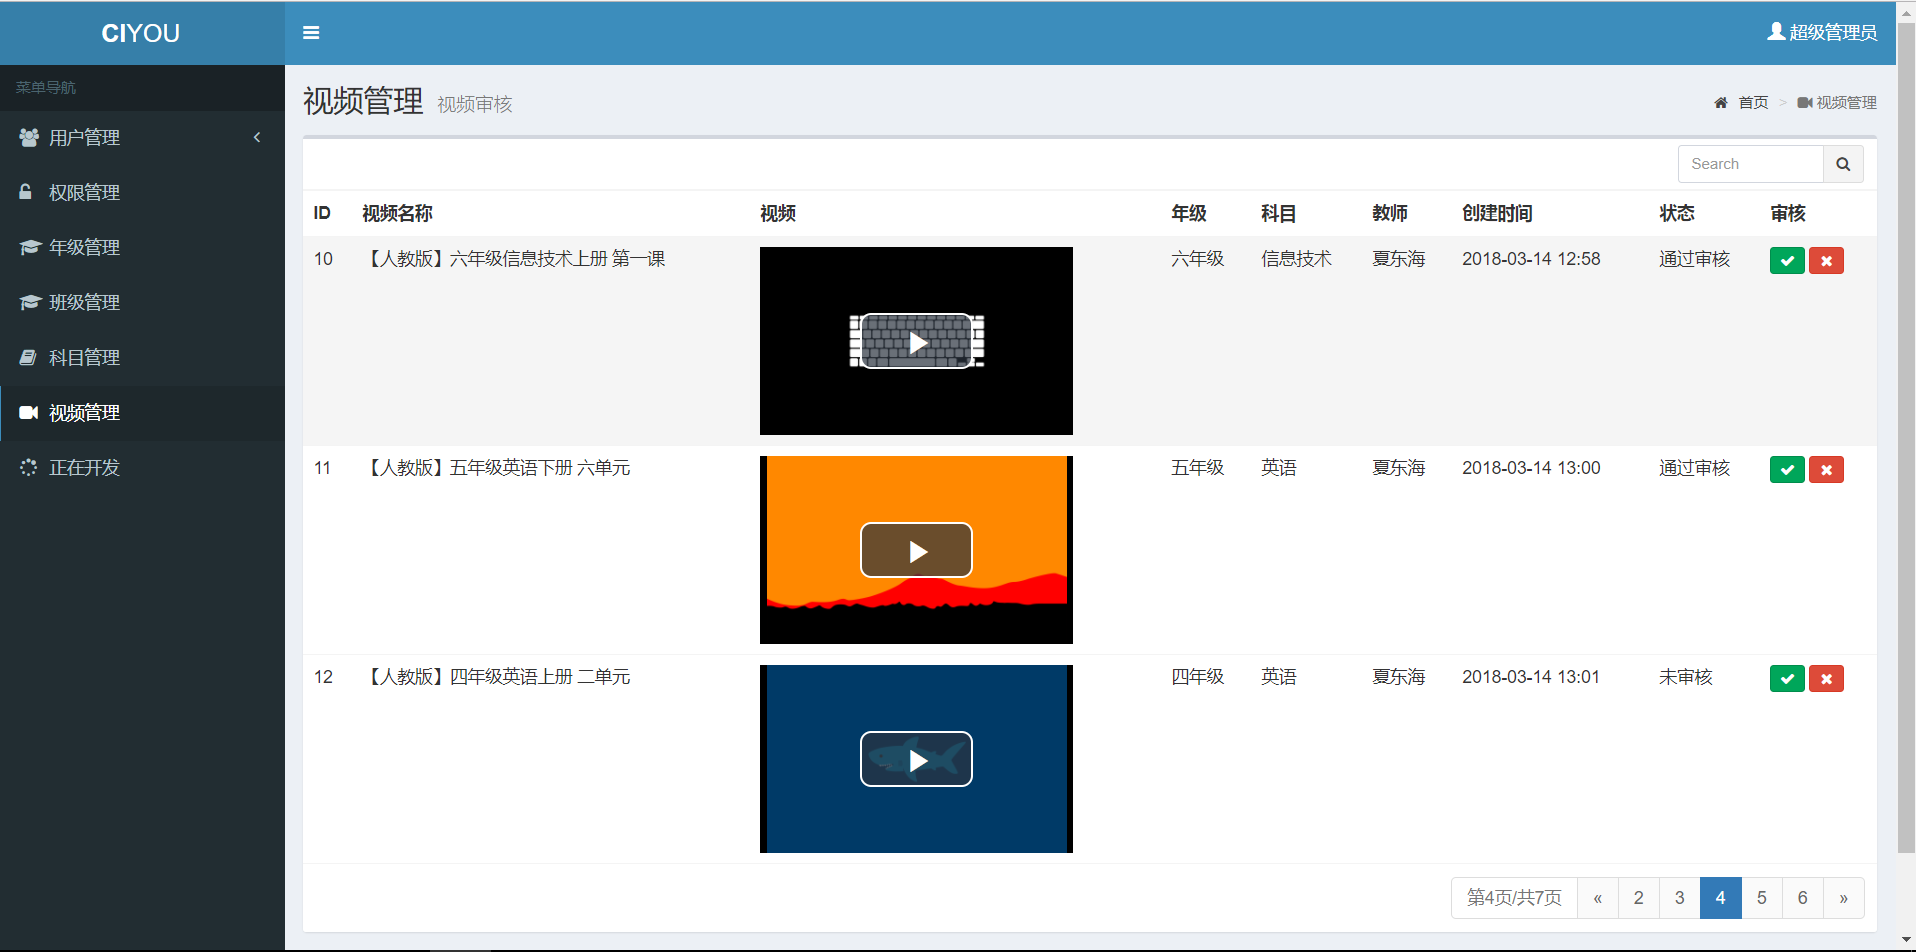 CIYOU
超级管理员
菜单导航
用户管理
权限管理
年级管理
班级管理
科目管理
视频管理
正在开发
视频管理 视频审核
首页 > 视频管理
Search
ID 视频名称 视频 年级 科目 教师 创建时间 状态 审核
10 【人教版】六年级信息技术上册 第一课 六年级 信息技术 夏东海 2018-03-14 12:58 通过审核
11 【人教版】五年级英语下册 六单元 五年级 英语 夏东海 2018-03-14 13:00 通过审核
12 【人教版】四年级英语上册 二单元 四年级 英语 夏东海 2018-03-14 13:01 未审核
第4页/共7页 « 2 3 4 5 6 »